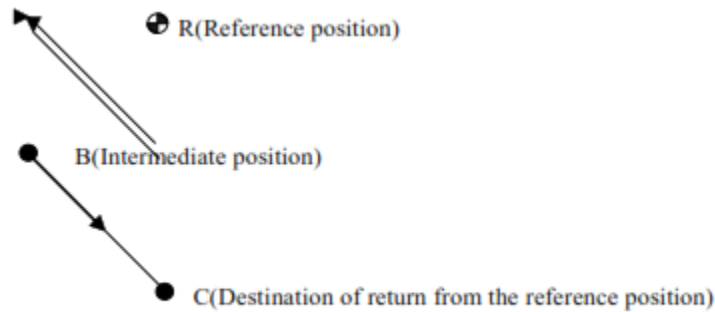 R(Reference position)
B(Intermediate position)
C(Destination of return from the reference position)